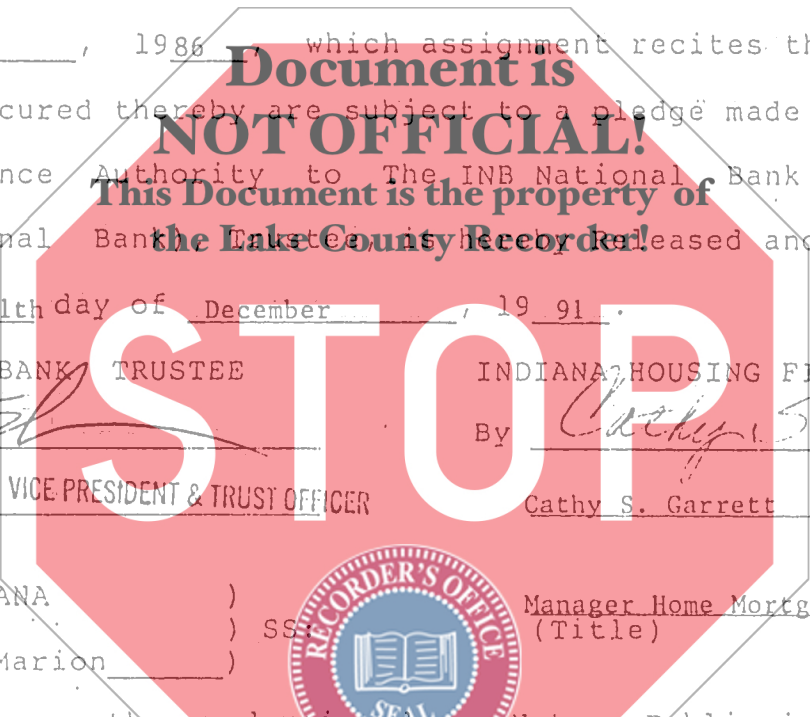 , 1986, which assignment recites th
Document is
cured thereby are subject to a pledge made
NOT OFFICIAL!
nce Authority to The INB National Bank
This Document is the property of
nal Bank), Trustee, is hereby Released and
the Lake County Recorder!
1th day of December, 19 91.
STOP
BANK, TRUSTEE INDIANA HOUSING FI
By Cathy S
VICE PRESIDENT & TRUST OFFICER Cathy S. Garrett
ANA ) Manager Home Mortg
) SS: (Title)
Marion )
RECORDER'S OFFICE
SEAL